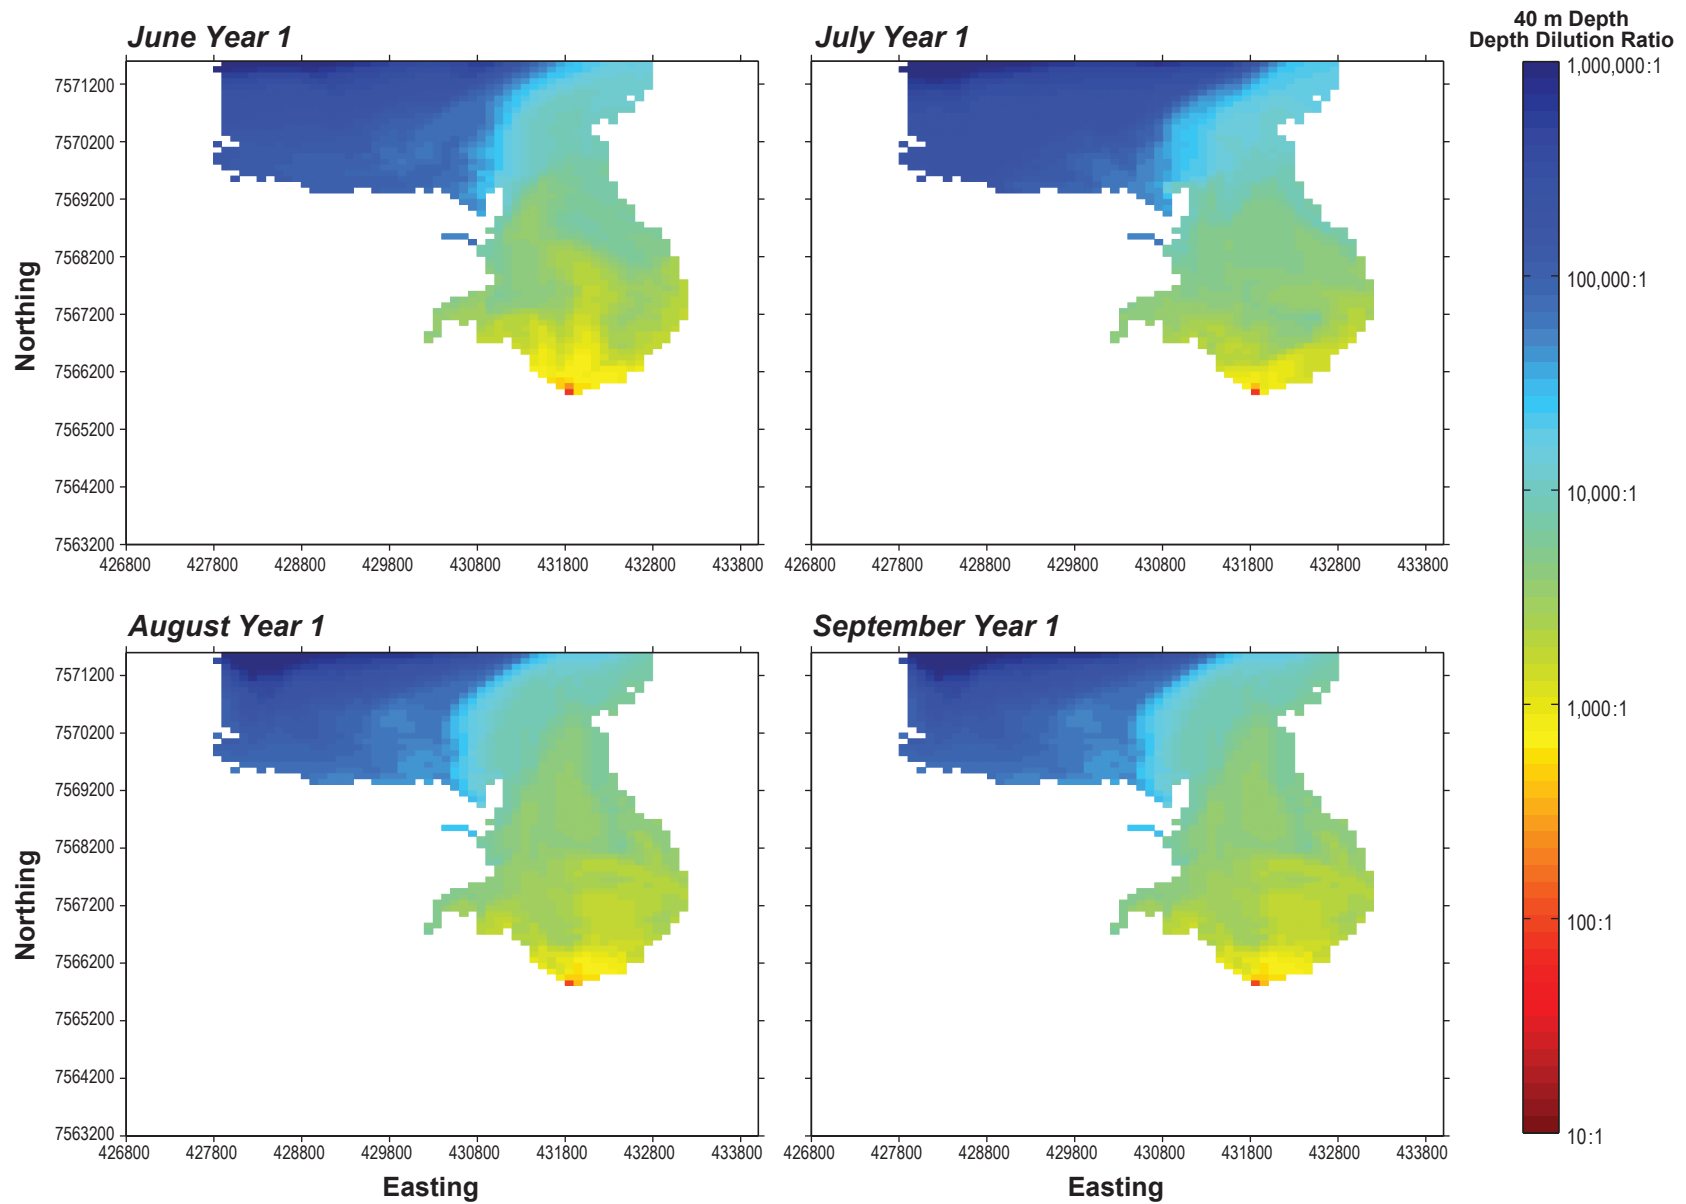 June Year 1
July Year 1
40 m Depth
Depth Dilution Ratio
Northing
7571200
7570200
7569200
7568200
7567200
7566200
7565200
7564200
7563200
426800 427800 428800 429800 430800 431800 432800 433800
426800 427800 428800 429800 430800 431800 432800 433800
1,000,000:1
100,000:1
10,000:1
1,000:1
100:1
10:1
August Year 1
September Year 1
Northing
7571200
7570200
7569200
7568200
7567200
7566200
7565200
7564200
7563200
426800 427800 428800 429800 430800 431800 432800 433800
426800 427800 428800 429800 430800 431800 432800 433800
Easting
Easting